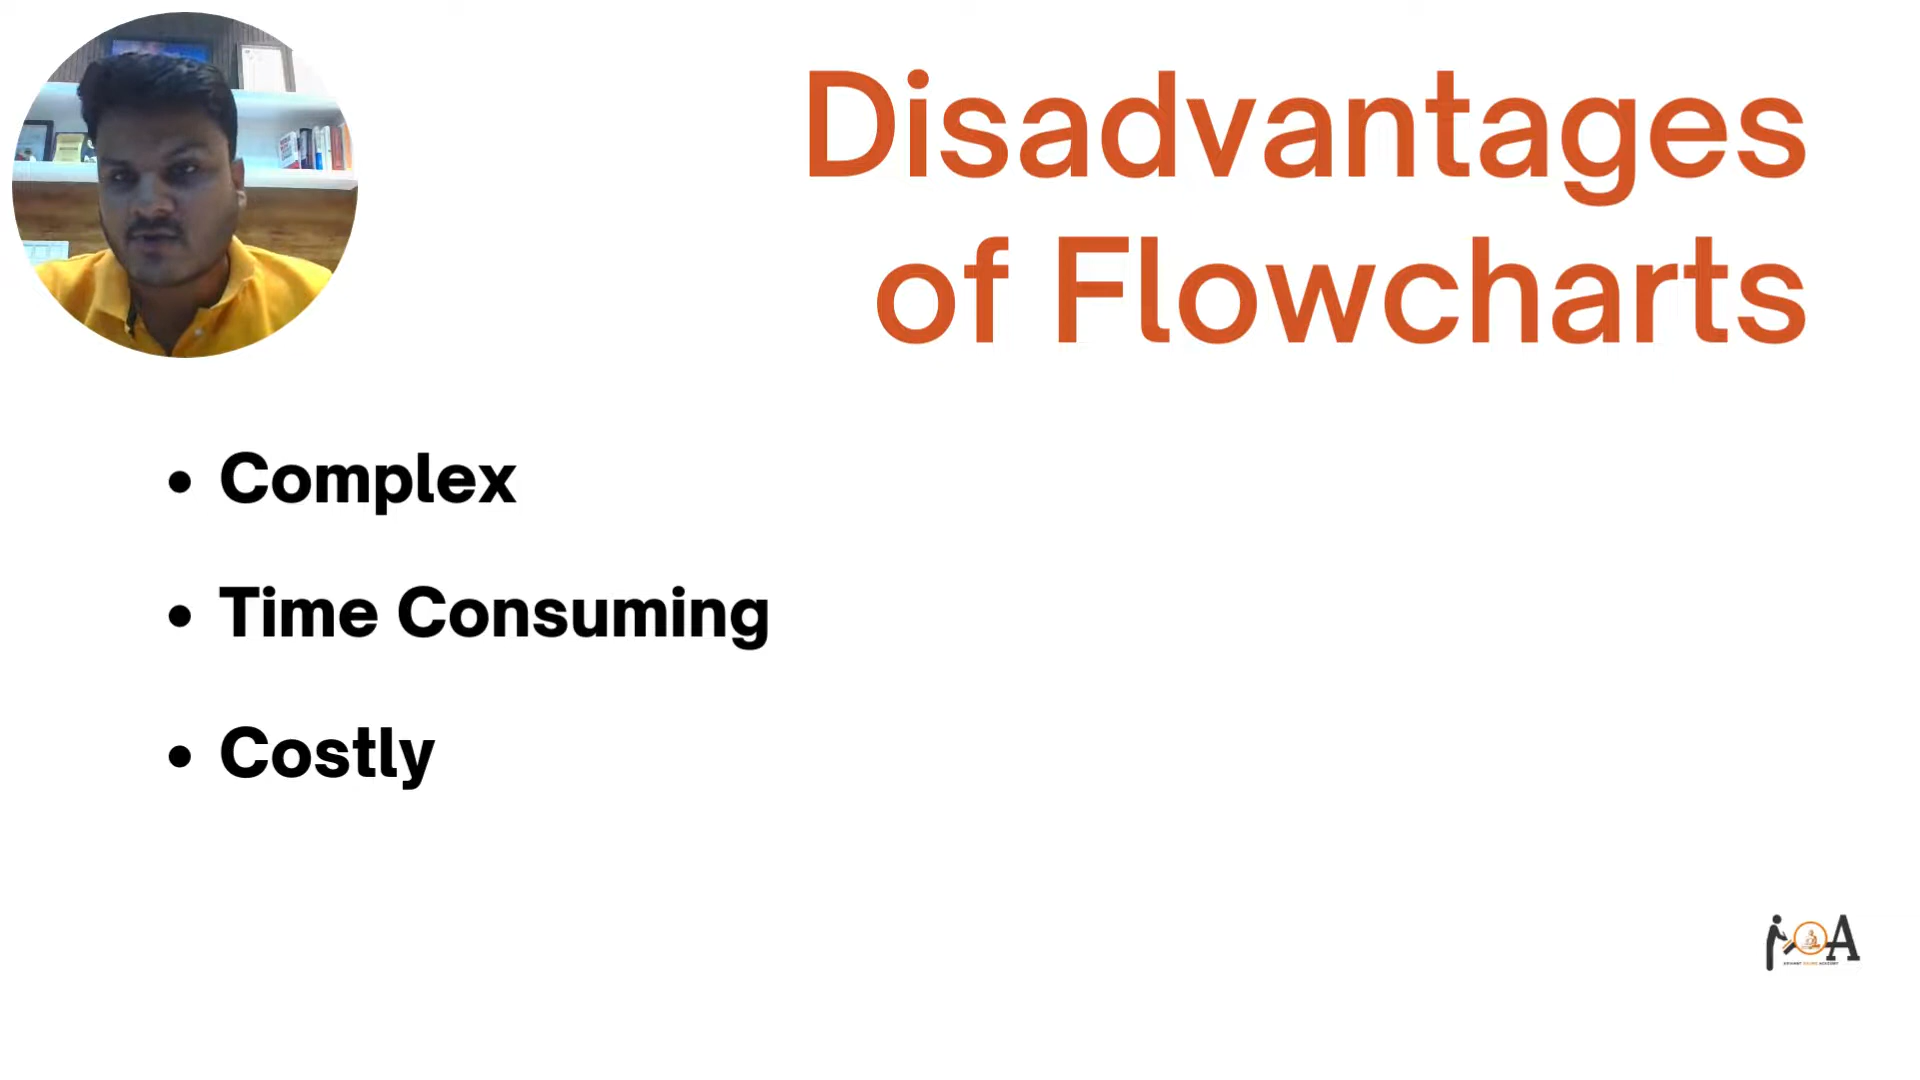 Disadvantages
of Flowcharts
• Complex
• Time Consuming
• Costly